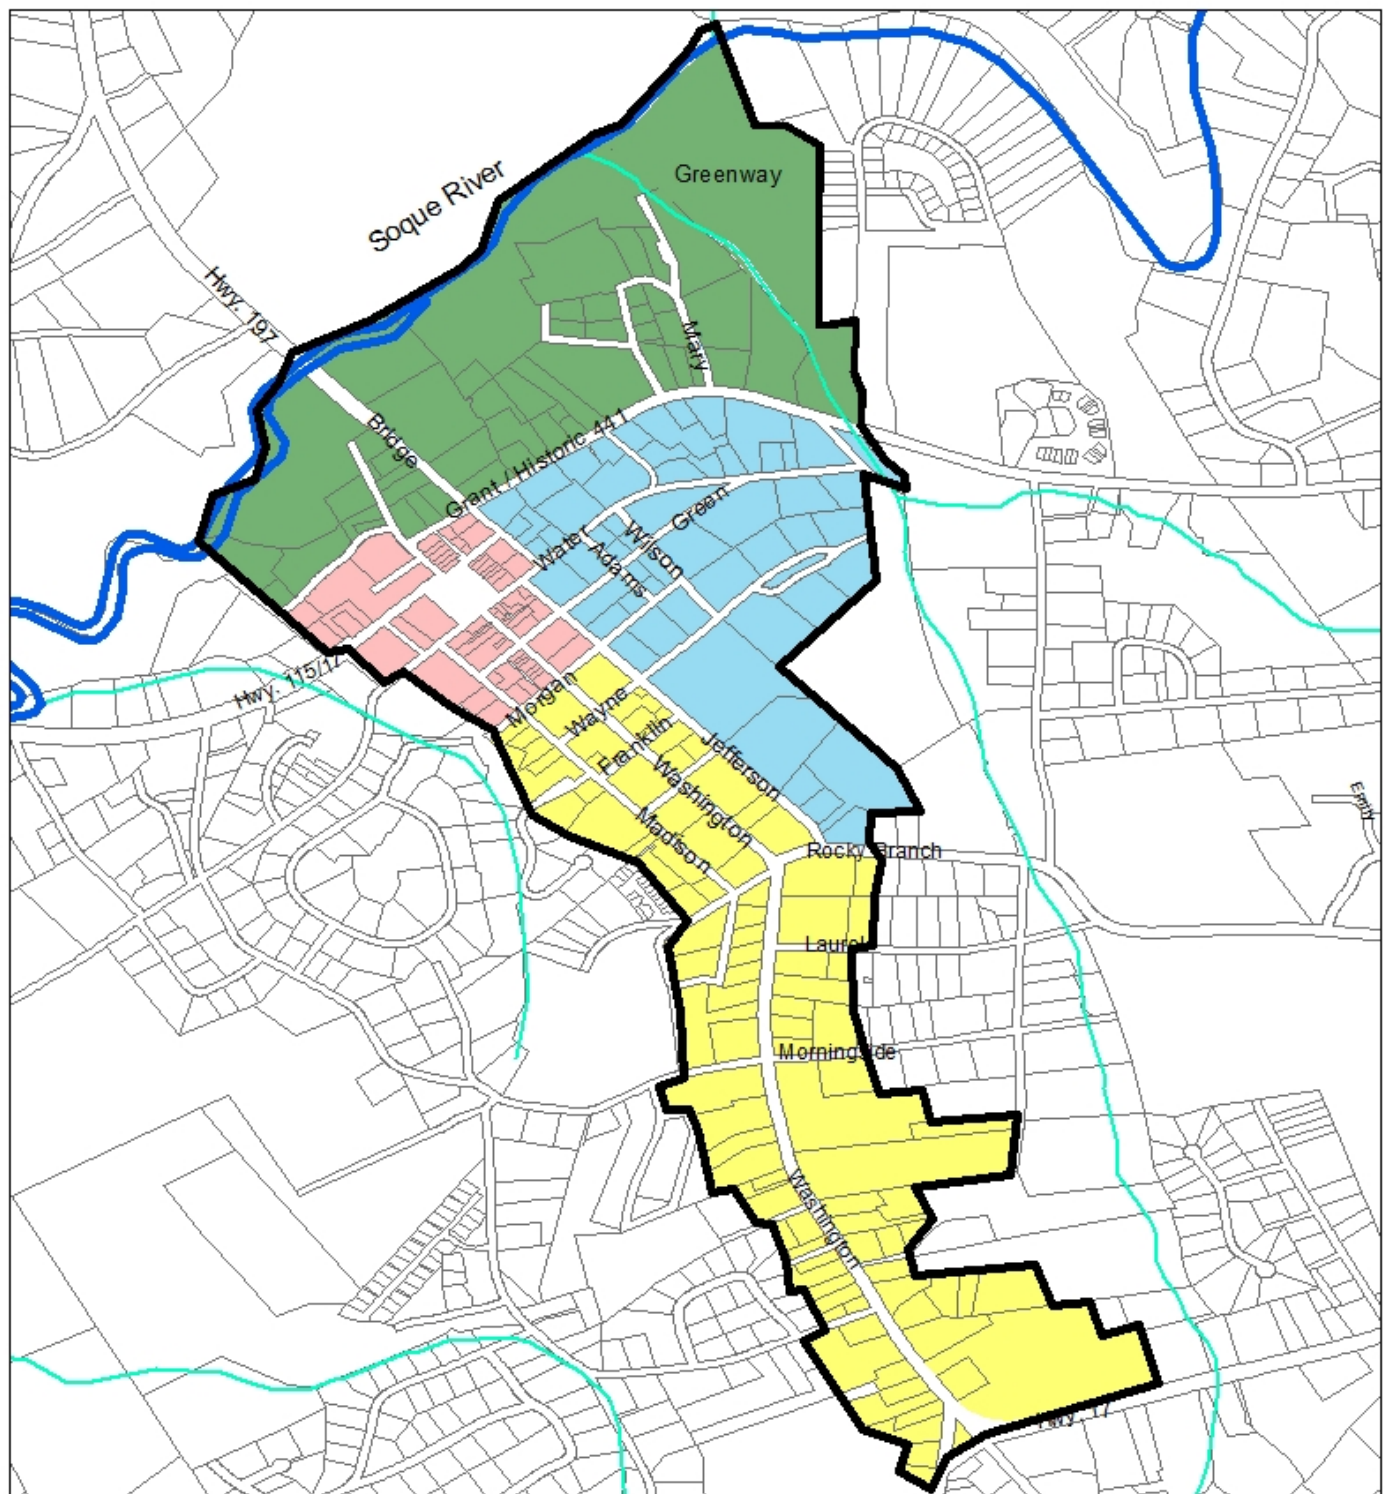 Greenway
Soque River
Hwy. 197
Mary
Bridge
Grant / Historic 441
Green
Water
Wilson
Adams
Hwy. 115/17
Morgan
Wayne
Franklin
Jefferson
Washington
Emily
Madison
Rocky Branch
Laurel
Morningside
Washington
Hwy. 17